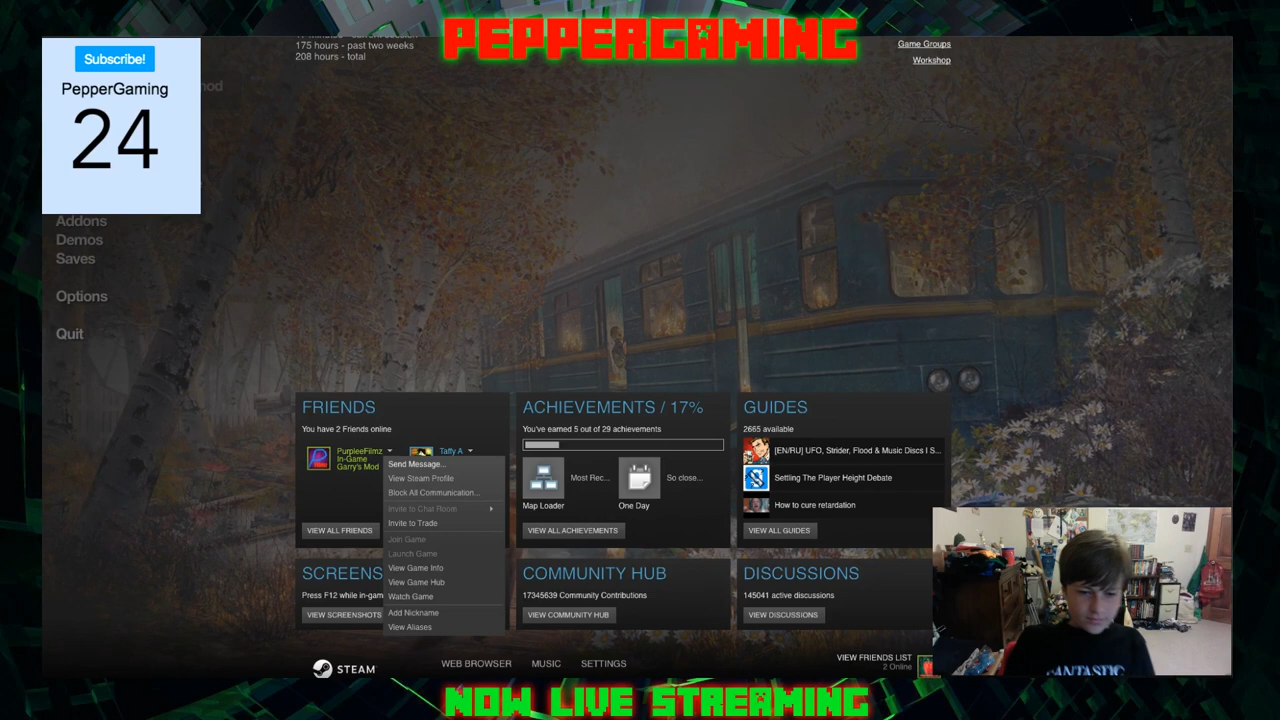 PEPPERGAMING
Subscribe!
PepperGaming
24
175 hours - past two weeks
208 hours - total
Game Groups
Workshop
Addons
Demos
Saves
Options
Quit
FRIENDS
You have 2 Friends online
PurpleeFilmz
In-Game
Garry's Mod
Taffy A
Send Message...
View Steam Profile
Block All Communication...
Invite to Chat Room
Invite to Trade
Join Game
Launch Game
View Game Info
View Game Hub
Watch Game
Add Nickname
View Aliases
VIEW ALL FRIENDS
ACHIEVEMENTS / 17%
You've earned 5 out of 29 achievements
Most Rec...
So close...
Map Loader
One Day
VIEW ALL ACHIEVEMENTS
GUIDES
2665 available
[EN/RU] UFO, Strider, Flood & Music Discs I S...
Settling The Player Height Debate
How to cure retardation
VIEW ALL GUIDES
SCREENS
Press F12 while in-gam
VIEW SCREENSHOTS
COMMUNITY HUB
17345639 Community Contributions
VIEW COMMUNITY HUB
DISCUSSIONS
145041 active discussions
VIEW DISCUSSIONS
FANTASTIC
STEAM
WEB BROWSER
MUSIC
SETTINGS
VIEW FRIENDS LIST
2 Online
NOW LIVE STREAMING